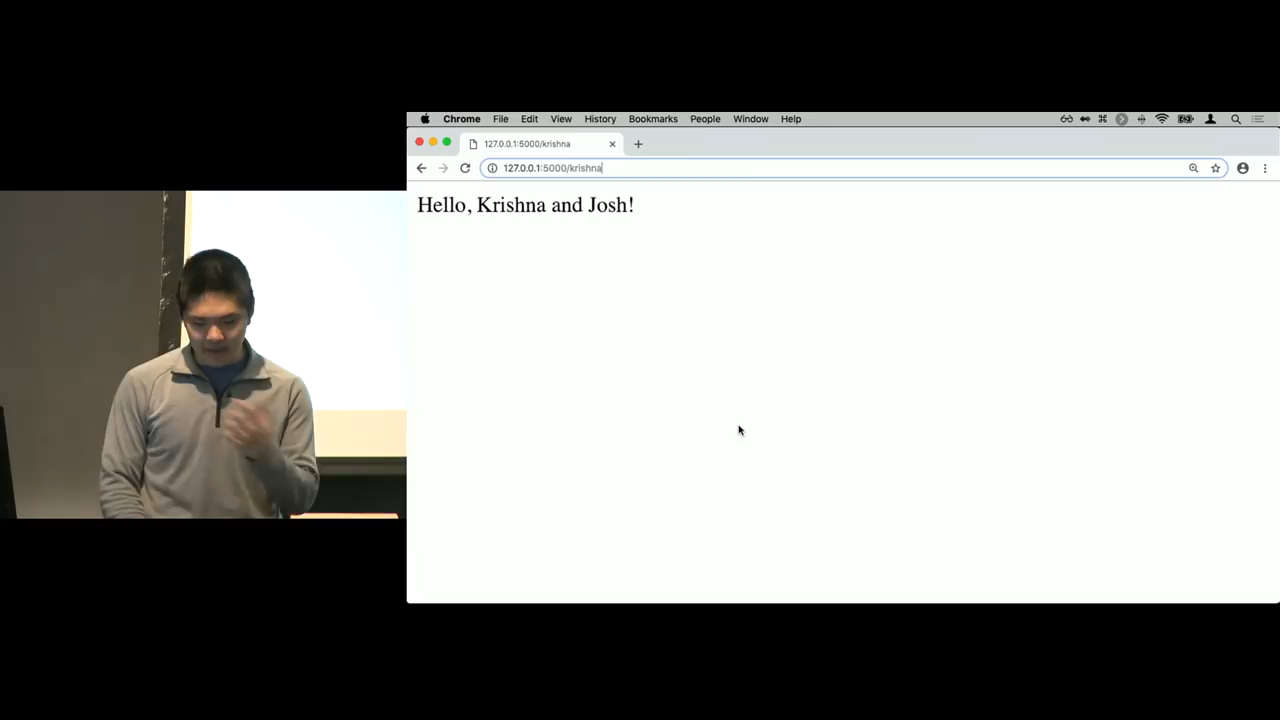 Chrome File Edit View History Bookmarks People Window Help
127.0.0.1:5000/krishna
127.0.0.1:5000/krishna
Hello, Krishna and Josh!